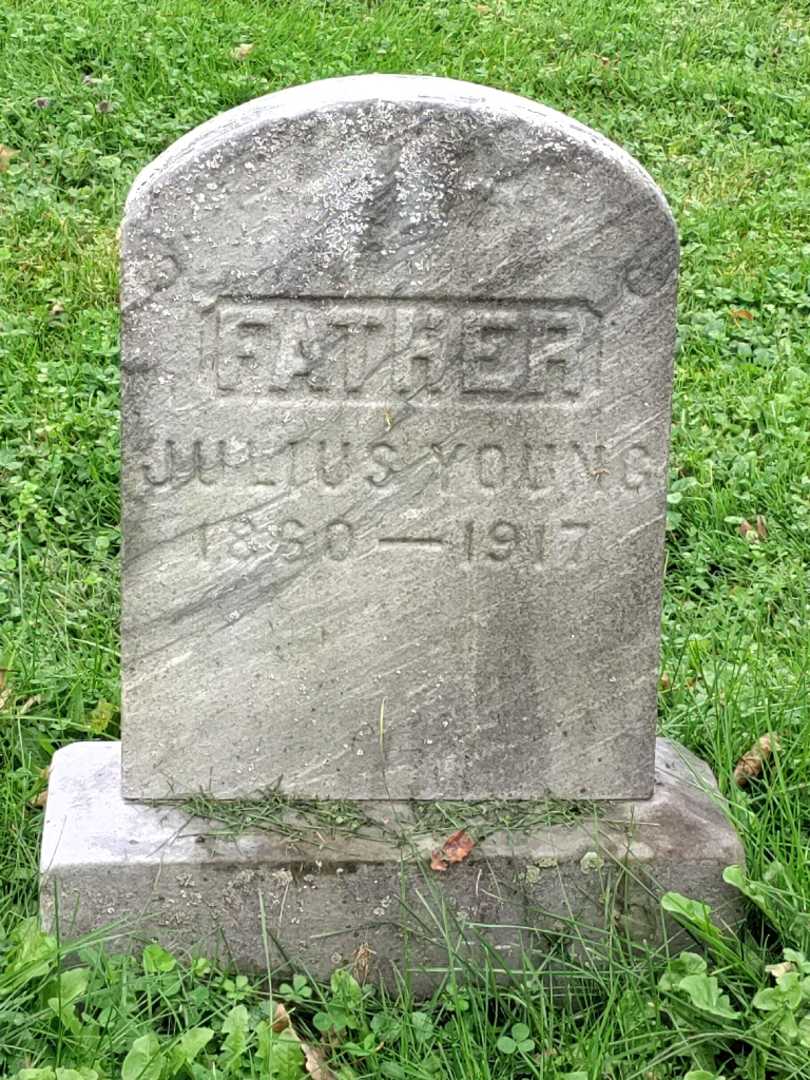 FATHER
JULIUS YOUNG
1860 — 1917